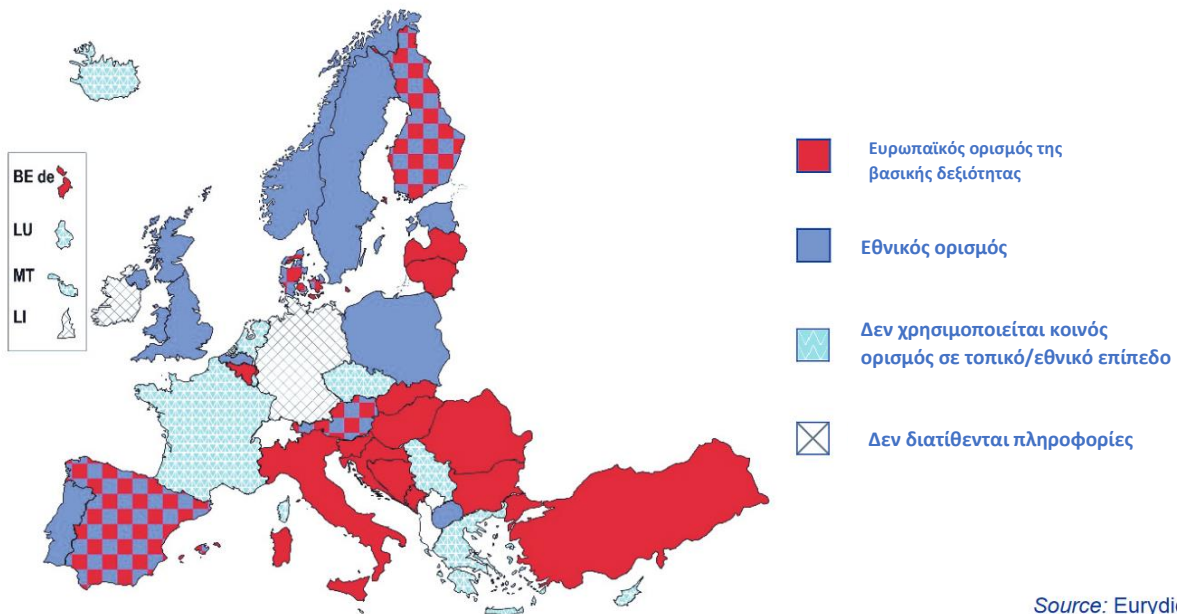 BE de
LU
MT
LI
Ευρωπαϊκός ορισμός της
βασικής δεξιότητας
Εθνικός ορισμός
Δεν χρησιμοποιείται κοινός
ορισμός σε τοπικό/εθνικό επίπεδο
Δεν διατίθενται πληροφορίες
Source: Eurydi